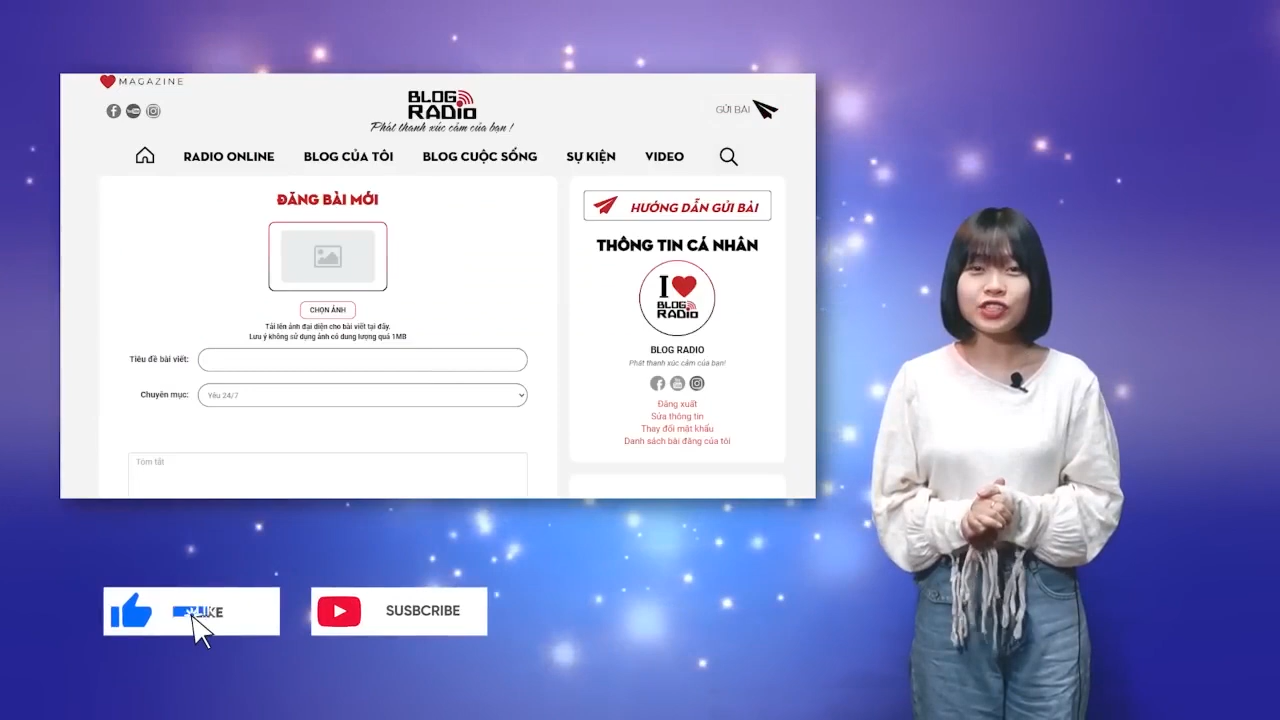 MAGAZINE
BLOG
RADIO
Phát thanh xúc cảm của bạn !
GỬI BÀI
RADIO ONLINE
BLOG CỦA TÔI
BLOG CUỘC SỐNG
SỰ KIỆN
VIDEO
ĐĂNG BÀI MỚI
CHỌN ẢNH
Tải lên ảnh đại diện cho bài viết tại đây.
Lưu ý không sử dụng ảnh có dung lượng quá 1MB
Tiêu đề bài viết:
Chuyên mục:
Yêu 24/7
Tóm tắt
HƯỚNG DẪN GỬI BÀI
THÔNG TIN CÁ NHÂN
I
BLOG
RADIO
BLOG RADIO
Phát thanh xúc cảm của bạn!
Đăng xuất
Sửa thông tin
Thay đổi mật khẩu
Danh sách bài đăng của tôi
SUSBCRIBE